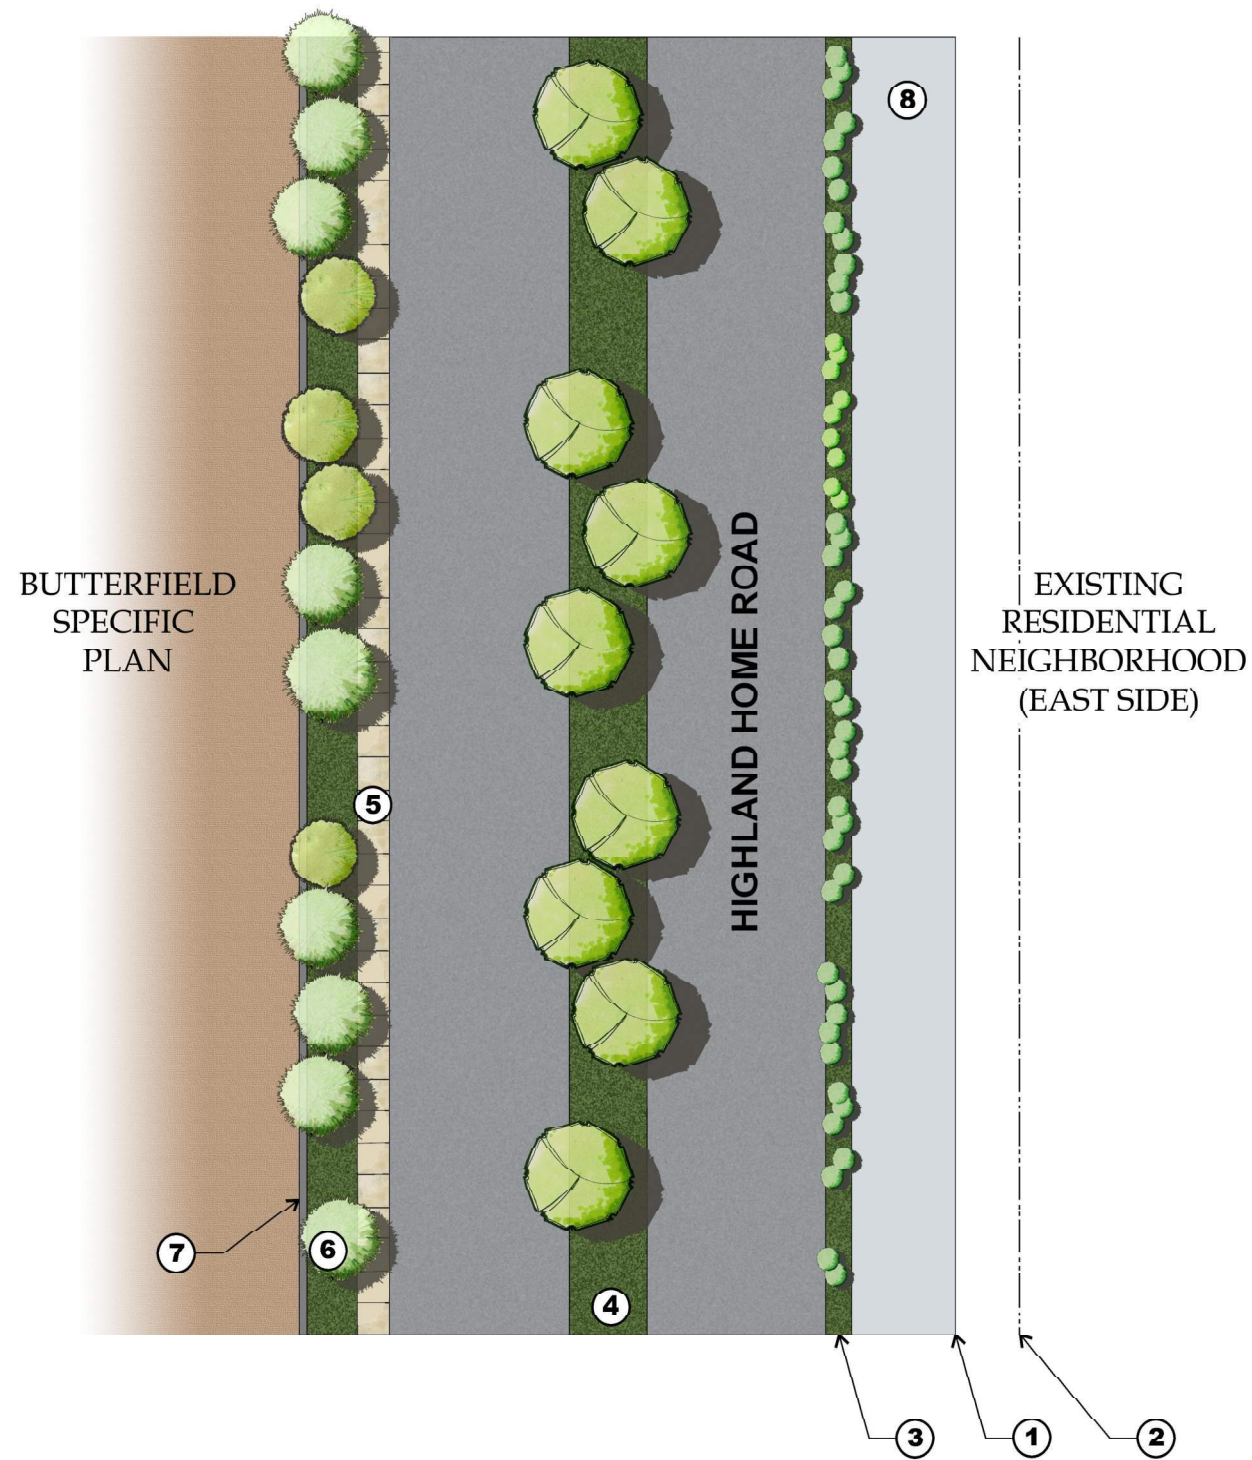 8
BUTTERFIELD
SPECIFIC
PLAN
HIGHLAND HOME ROAD
EXISTING
RESIDENTIAL
NEIGHBORHOOD
(EAST SIDE)
5
7
6
4
3
1
2